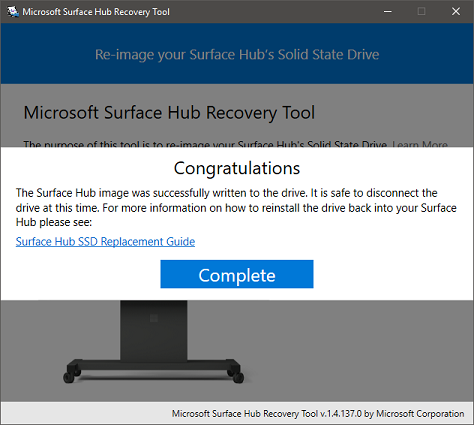 Microsoft Surface Hub Recovery Tool
Re-image your Surface Hub's Solid State Drive
Microsoft Surface Hub Recovery Tool
The purpose of this tool is to re-image your Surface Hub's Solid State Drive. Learn More
Congratulations
The Surface Hub image was successfully written to the drive. It is safe to disconnect the
drive at this time. For more information on how to reinstall the drive back into your Surface
Hub please see:
Surface Hub SSD Replacement Guide
Complete
Microsoft Surface Hub Recovery Tool v.1.4.137.0 by Microsoft Corporation